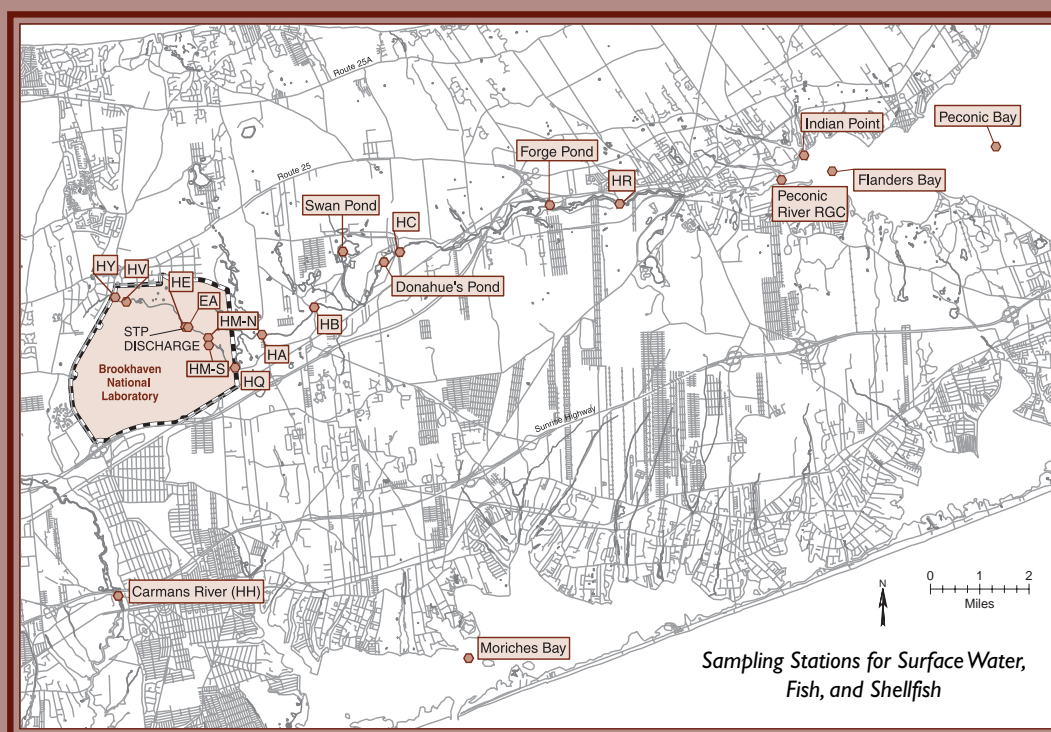 Route 25A
Indian Point
Peconic Bay
Forge Pond
Route 25
HR
Flanders Bay
Peconic
River RGC
Swan Pond
HC
HY
HV
HE
Donahue's Pond
EA
HM-N
STP
DISCHARGE
HB
HA
HM-S
Brookhaven
National
Laboratory
HQ
Sunrise Highway
Carmans River (HH)
N
0 1 2
Miles
Moriches Bay
Sampling Stations for Surface Water,
Fish, and Shellfish